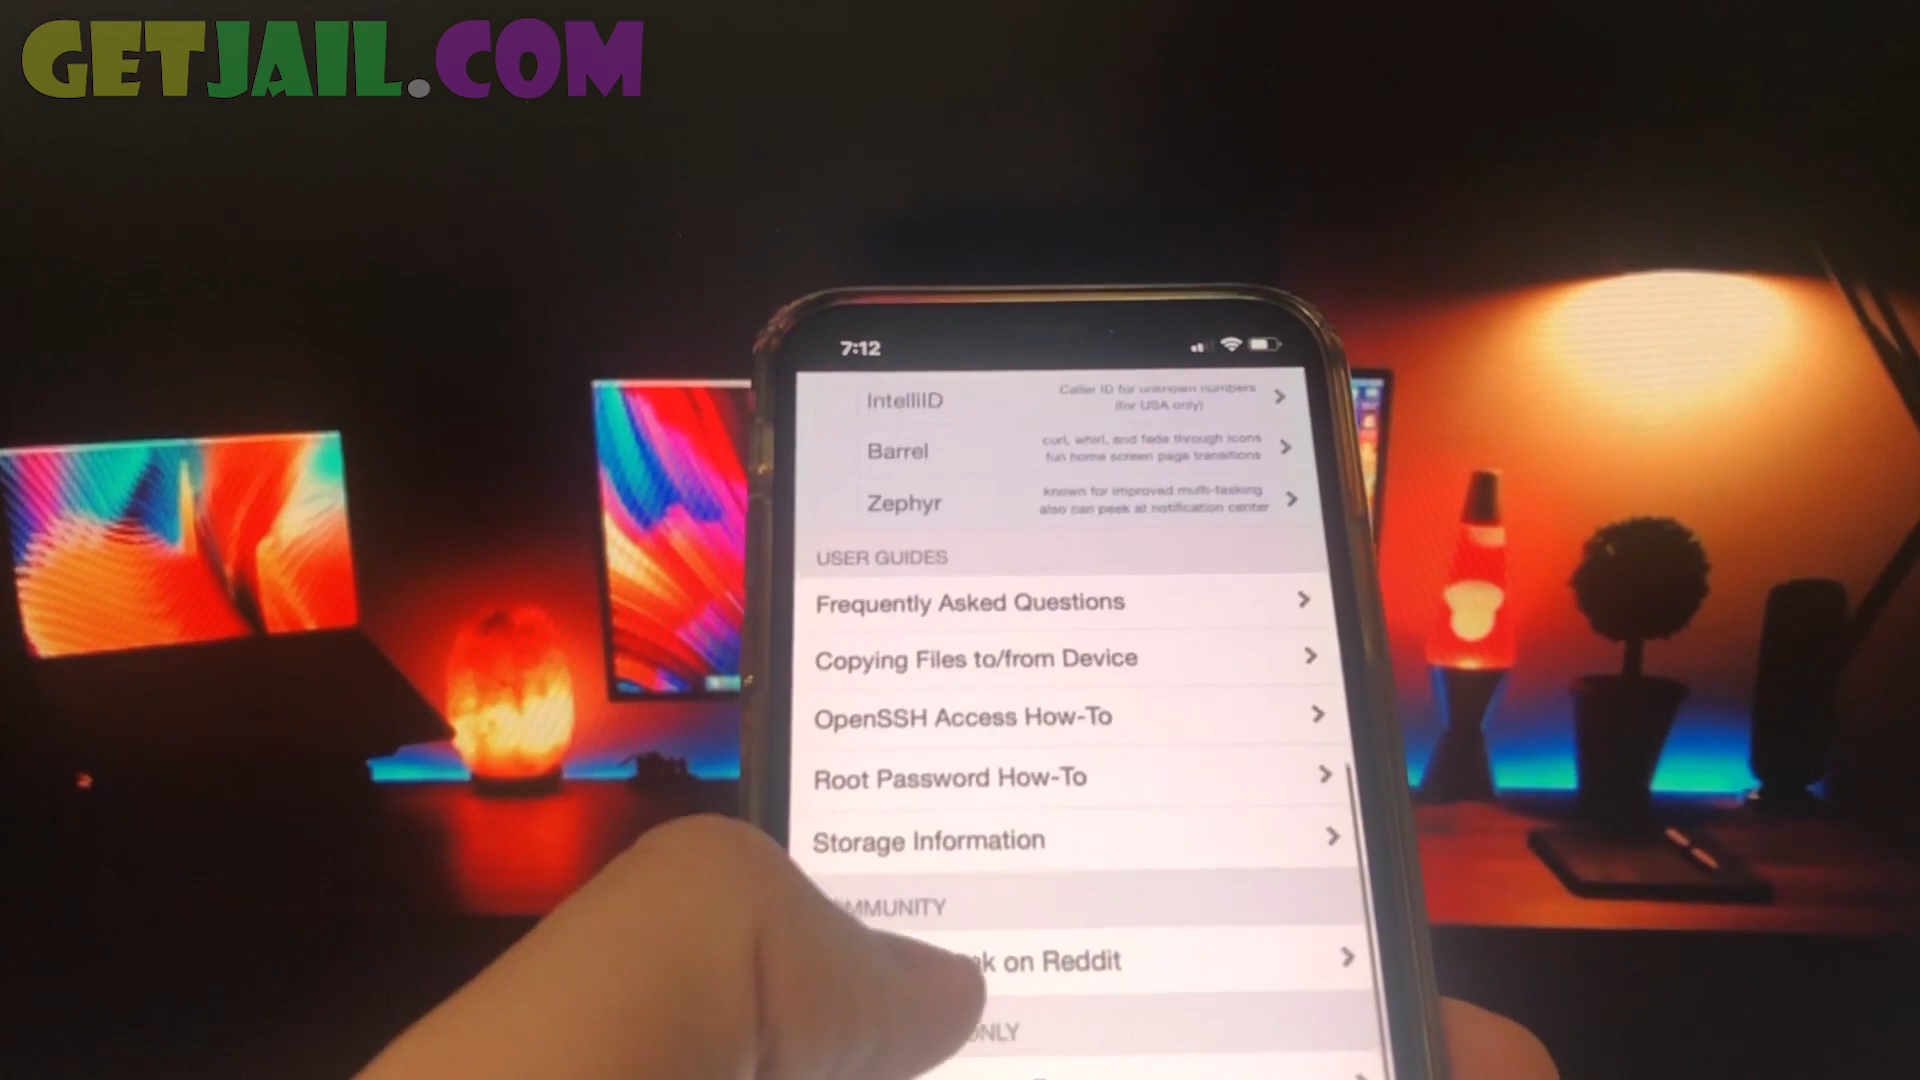 GETJAIL.COM
7:12
IntelliID
Caller ID for unknown numbers
(for USA only)
Barrel
curl, whirl, and fade through icons
fun home screen page transitions
Zephyr
known for improved multi-tasking
also can peek at notification center
USER GUIDES
Frequently Asked Questions
Copying Files to/from Device
OpenSSH Access How-To
Root Password How-To
Storage Information
MMUNITY
k on Reddit
NLY